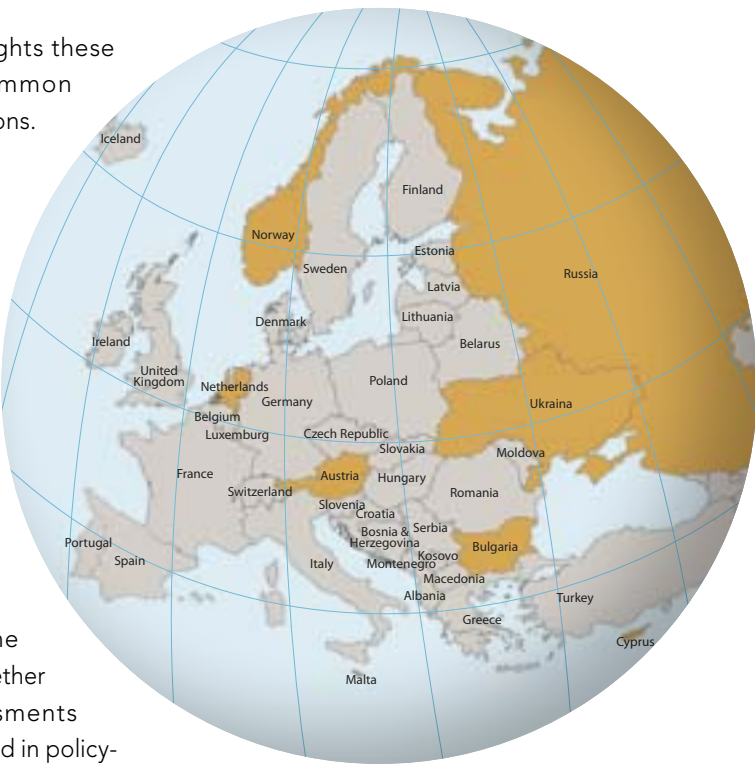 ghts these
mmon
ons.
Iceland
Finland
Norway
Estonia
Sweden
Russia
Latvia
Denmark
Lithuania
Ireland
Belarus
United
Kingdom
Netherlands
Poland
Germany
Ukraina
Belgium
Luxemburg
Czech Republic
Slovakia
Moldova
France
Austria
Hungary
Switzerland
Romania
Slovenia
Croatia
Bosnia &
Herzegovina
Serbia
Portugal
Spain
Italy
Kosovo
Bulgaria
Montenegro
Macedonia
Albania
Turkey
Greece
Cyprus
Malta
ne
ether
sments
d in policy-